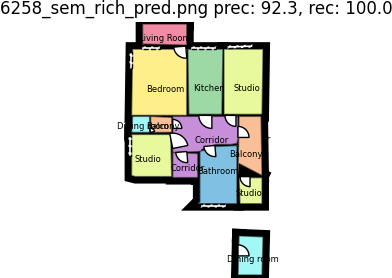 6258_sem_rich_pred.png prec: 92.3, rec: 100.0
Living Room
Bedroom
Kitchen
Studio
Dining room
Balcony
Corridor
Studio
Balcony
Corridor
Bathroom
Studio
Dining room